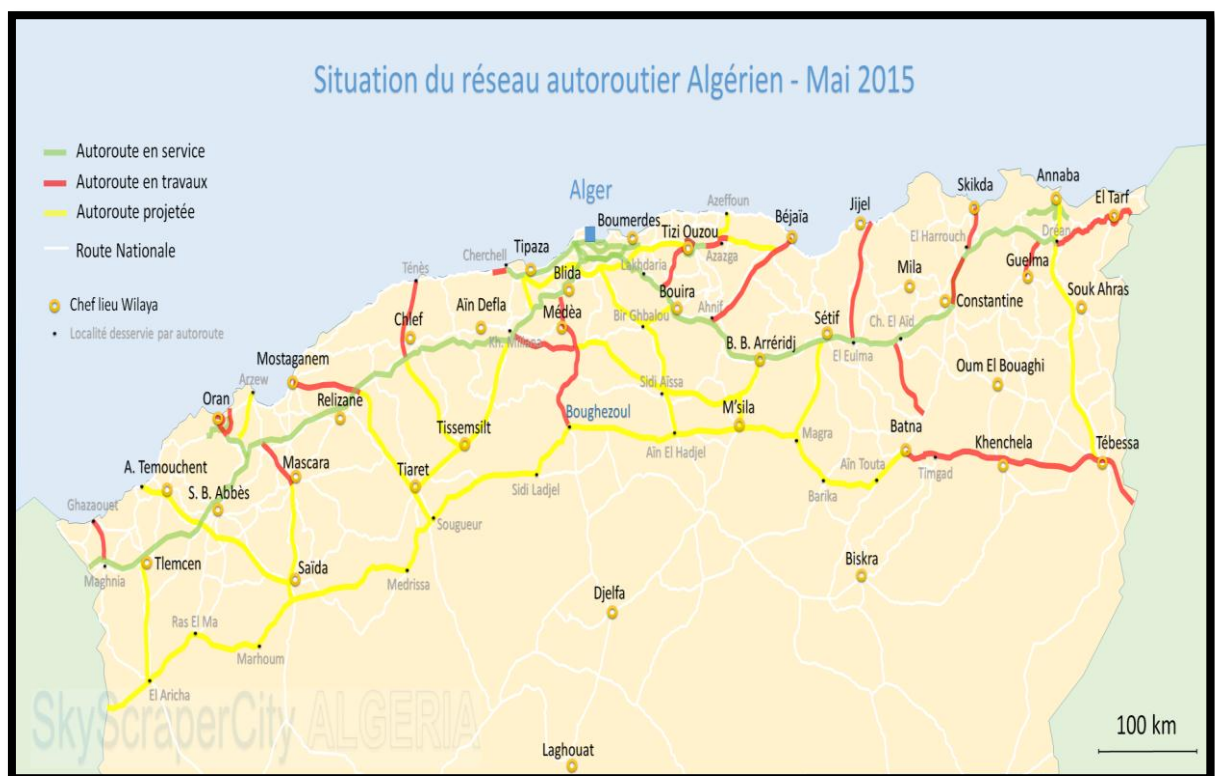 Situation du réseau autoroutier Algérien - Mai 2015
Autoroute en service
Autoroute en travaux
Autoroute projetée
Route Nationale
Chef lieu Wilaya
Localité desservie par autoroute
Alger
Boumerdes
Tipaza
Cherchell
Blida
Azeffoun
Tizi Ouzou
Azazga
Béjaïa
Jijel
Skikda
Annaba
El Tarf
El Harrouch
Dréan
Guelma
Mila
Constantine
Souk Ahras
Lakhdaria
Bouira
Ahnif
Ténès
Chlef
Aïn Defla
Kh. Miliana
Médèa
Bir Ghbalou
Sétif
Ch. El Aïd
El Eulma
B. B. Arréridj
Oum El Bouaghi
Mostaganem
Arzew
Oran
Relizane
Tissemsilt
Boughezoul
Sidi Aïssa
M'sila
Aïn El Hadjel
Magra
Batna
Khenchela
Tébessa
Timgad
Aïn Touta
Barika
A. Temouchent
S. B. Abbès
Mascara
Tiaret
Sidi Ladjel
Sougueur
Ghazaouet
Maghnia
Tlemcen
Saïda
Medrissa
Biskra
Djelfa
Ras El Ma
Marhoum
El Aricha
Laghouat
SkyScraperCity ALGERIA
100 km